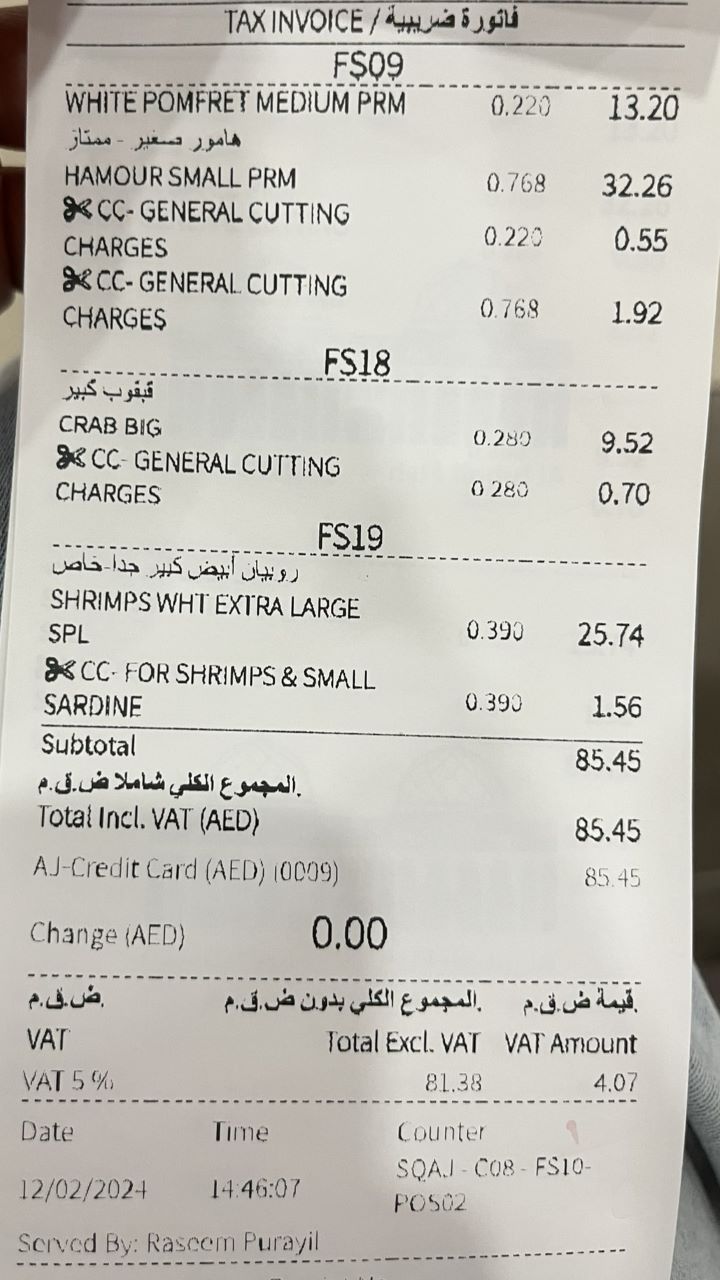 TAX INVOICE / فاتورة ضريبية
FS09
WHITE POMFRET MEDIUM PRM 0.220 13.20
هامور صغير - ممتاز
HAMOUR SMALL PRM 0.768 32.26
CC- GENERAL CUTTING
CHARGES 0.220 0.55
CC- GENERAL CUTTING
CHARGES 0.768 1.92
FS18
قبقوب كبير
CRAB BIG 0.280 9.52
CC- GENERAL CUTTING
CHARGES 0 280 0.70
FS19
روبيان أبيض كبير جدا-خاص
SHRIMPS WHT EXTRA LARGE
SPL 0.390 25.74
CC- FOR SHRIMPS & SMALL
SARDINE 0.390 1.56
Subtotal 85.45
المجموع الكلي شاملا ض.ق.م.
Total Incl. VAT (AED) 85.45
AJ-Credit Card (AED) (0009) 85.45
Change (AED) 0.00
ض.ق.م. المجموع الكلي بدون ض.ق.م. قيمة ض.ق.م.
VAT Total Excl. VAT VAT Amount
VAT 5 % 81.38 4.07
Date Time Counter
12/02/2024 14:46:07 SQAJ - C08 - FS10-
POS02
Served By: Raseem Purayil